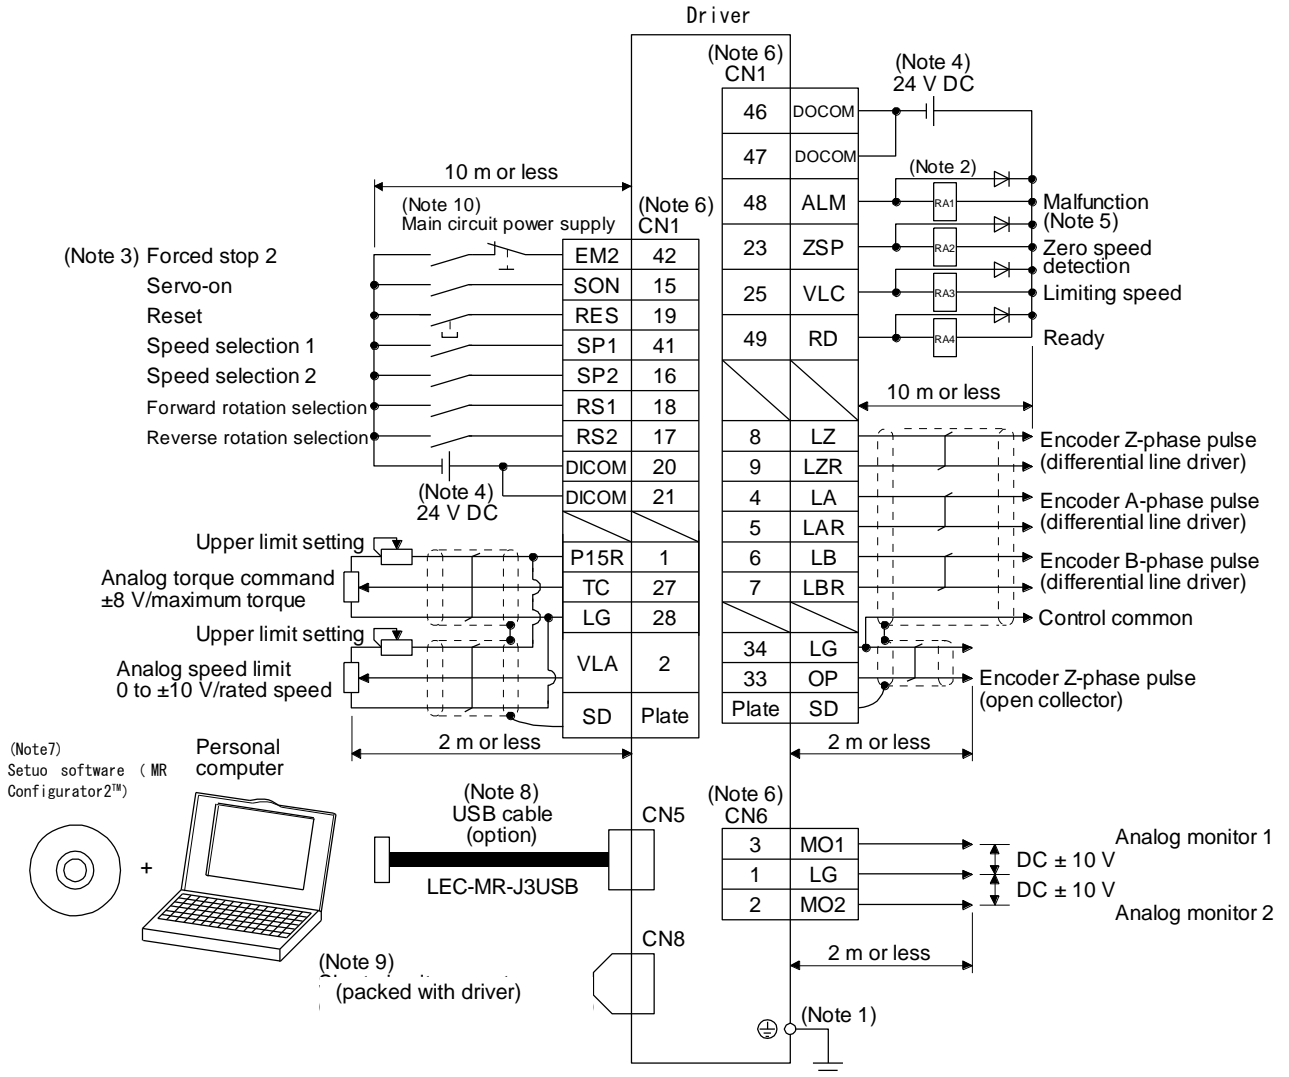 Driver
(Note 6)
CN1
(Note 4)
24 V DC
46 DOCOM
47 DOCOM
(Note 2)
48 ALM RA1 Malfunction
(Note 5)
23 ZSP RA2 Zero speed
detection
25 VLC RA3 Limiting speed
49 RD RA4 Ready
10 m or less
8 LZ Encoder Z-phase pulse
9 LZR (differential line driver)
4 LA Encoder A-phase pulse
5 LAR (differential line driver)
6 LB Encoder B-phase pulse
7 LBR (differential line driver)
Control common
34 LG
33 OP Encoder Z-phase pulse
(open collector)
Plate SD
2 m or less
10 m or less
(Note 10)
Main circuit power supply
(Note 6)
CN1
(Note 3) Forced stop 2 EM2 42
Servo-on SON 15
Reset RES 19
Speed selection 1 SP1 41
Speed selection 2 SP2 16
Forward rotation selection RS1 18
Reverse rotation selection RS2 17
DICOM 20
(Note 4)
24 V DC
DICOM 21
Upper limit setting
P15R 1
Analog torque command
±8 V/maximum torque
TC 27
LG 28
Upper limit setting
Analog speed limit
0 to ±10 V/rated speed
VLA 2
SD Plate
2 m or less
(Note7)
Setuo software ( MR
Configurator2™)
+
Personal
computer
(Note 8)
USB cable
(option)
LEC-MR-J3USB
CN5
(Note 9)
(packed with driver)
CN8
(Note 6)
CN6
3 MO1 Analog monitor 1
DC ± 10 V
1 LG
DC ± 10 V
2 MO2 Analog monitor 2
2 m or less
(Note 1)